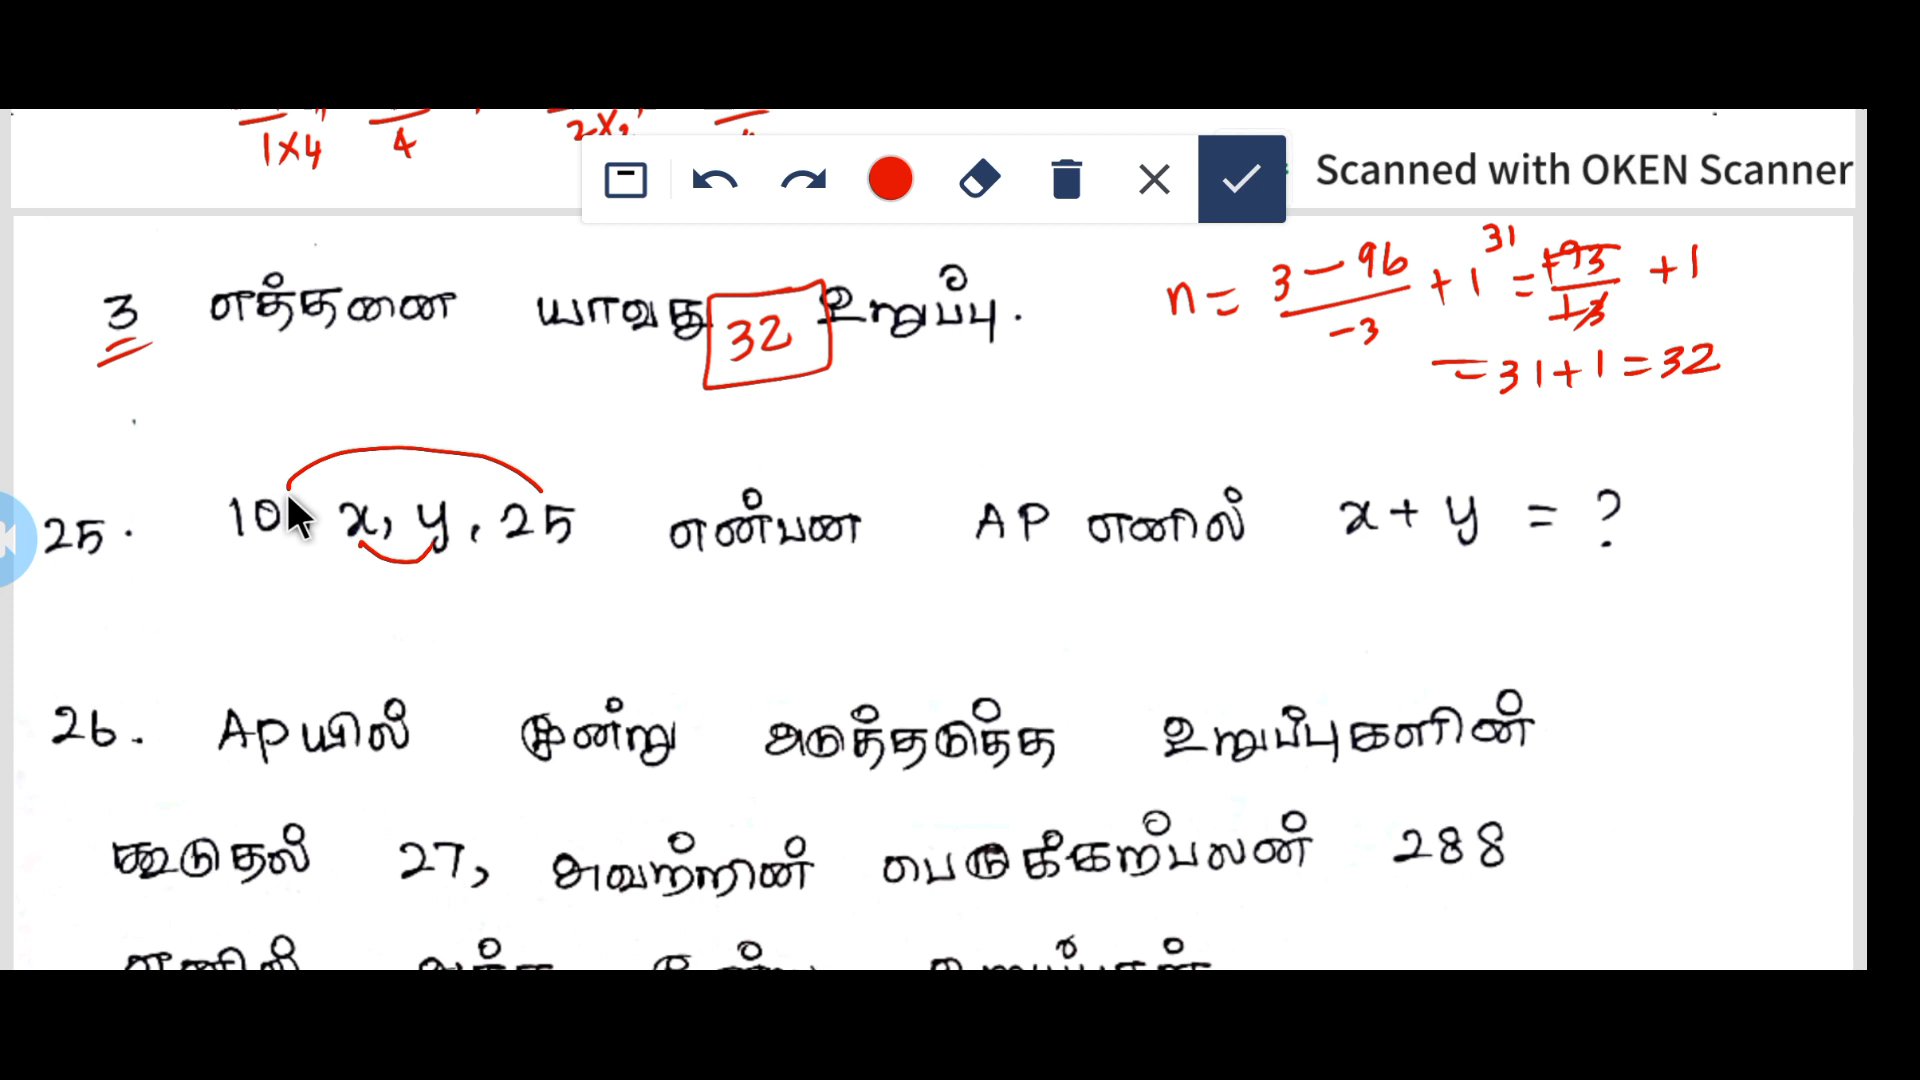 1×4 4
Scanned with OKEN Scanner
3 எத்தனை யாவது 32 உறுப்பு.
n = 3 - 96 / -3 + 1 = +93 / +3 + 1
31
= 31 + 1 = 32
25. 10, x, y, 25 என்பன AP எனில் x + y = ?
26. APயில் மூன்று அடுத்தடுத்த உறுப்புகளின்
கூடுதல் 27, அவற்றின் பெருக்கற்பலன் 288